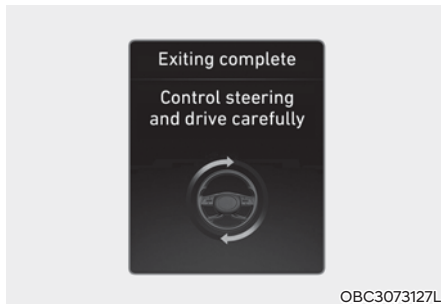 Exiting complete
Control steering
and drive carefully
OBC3073127L